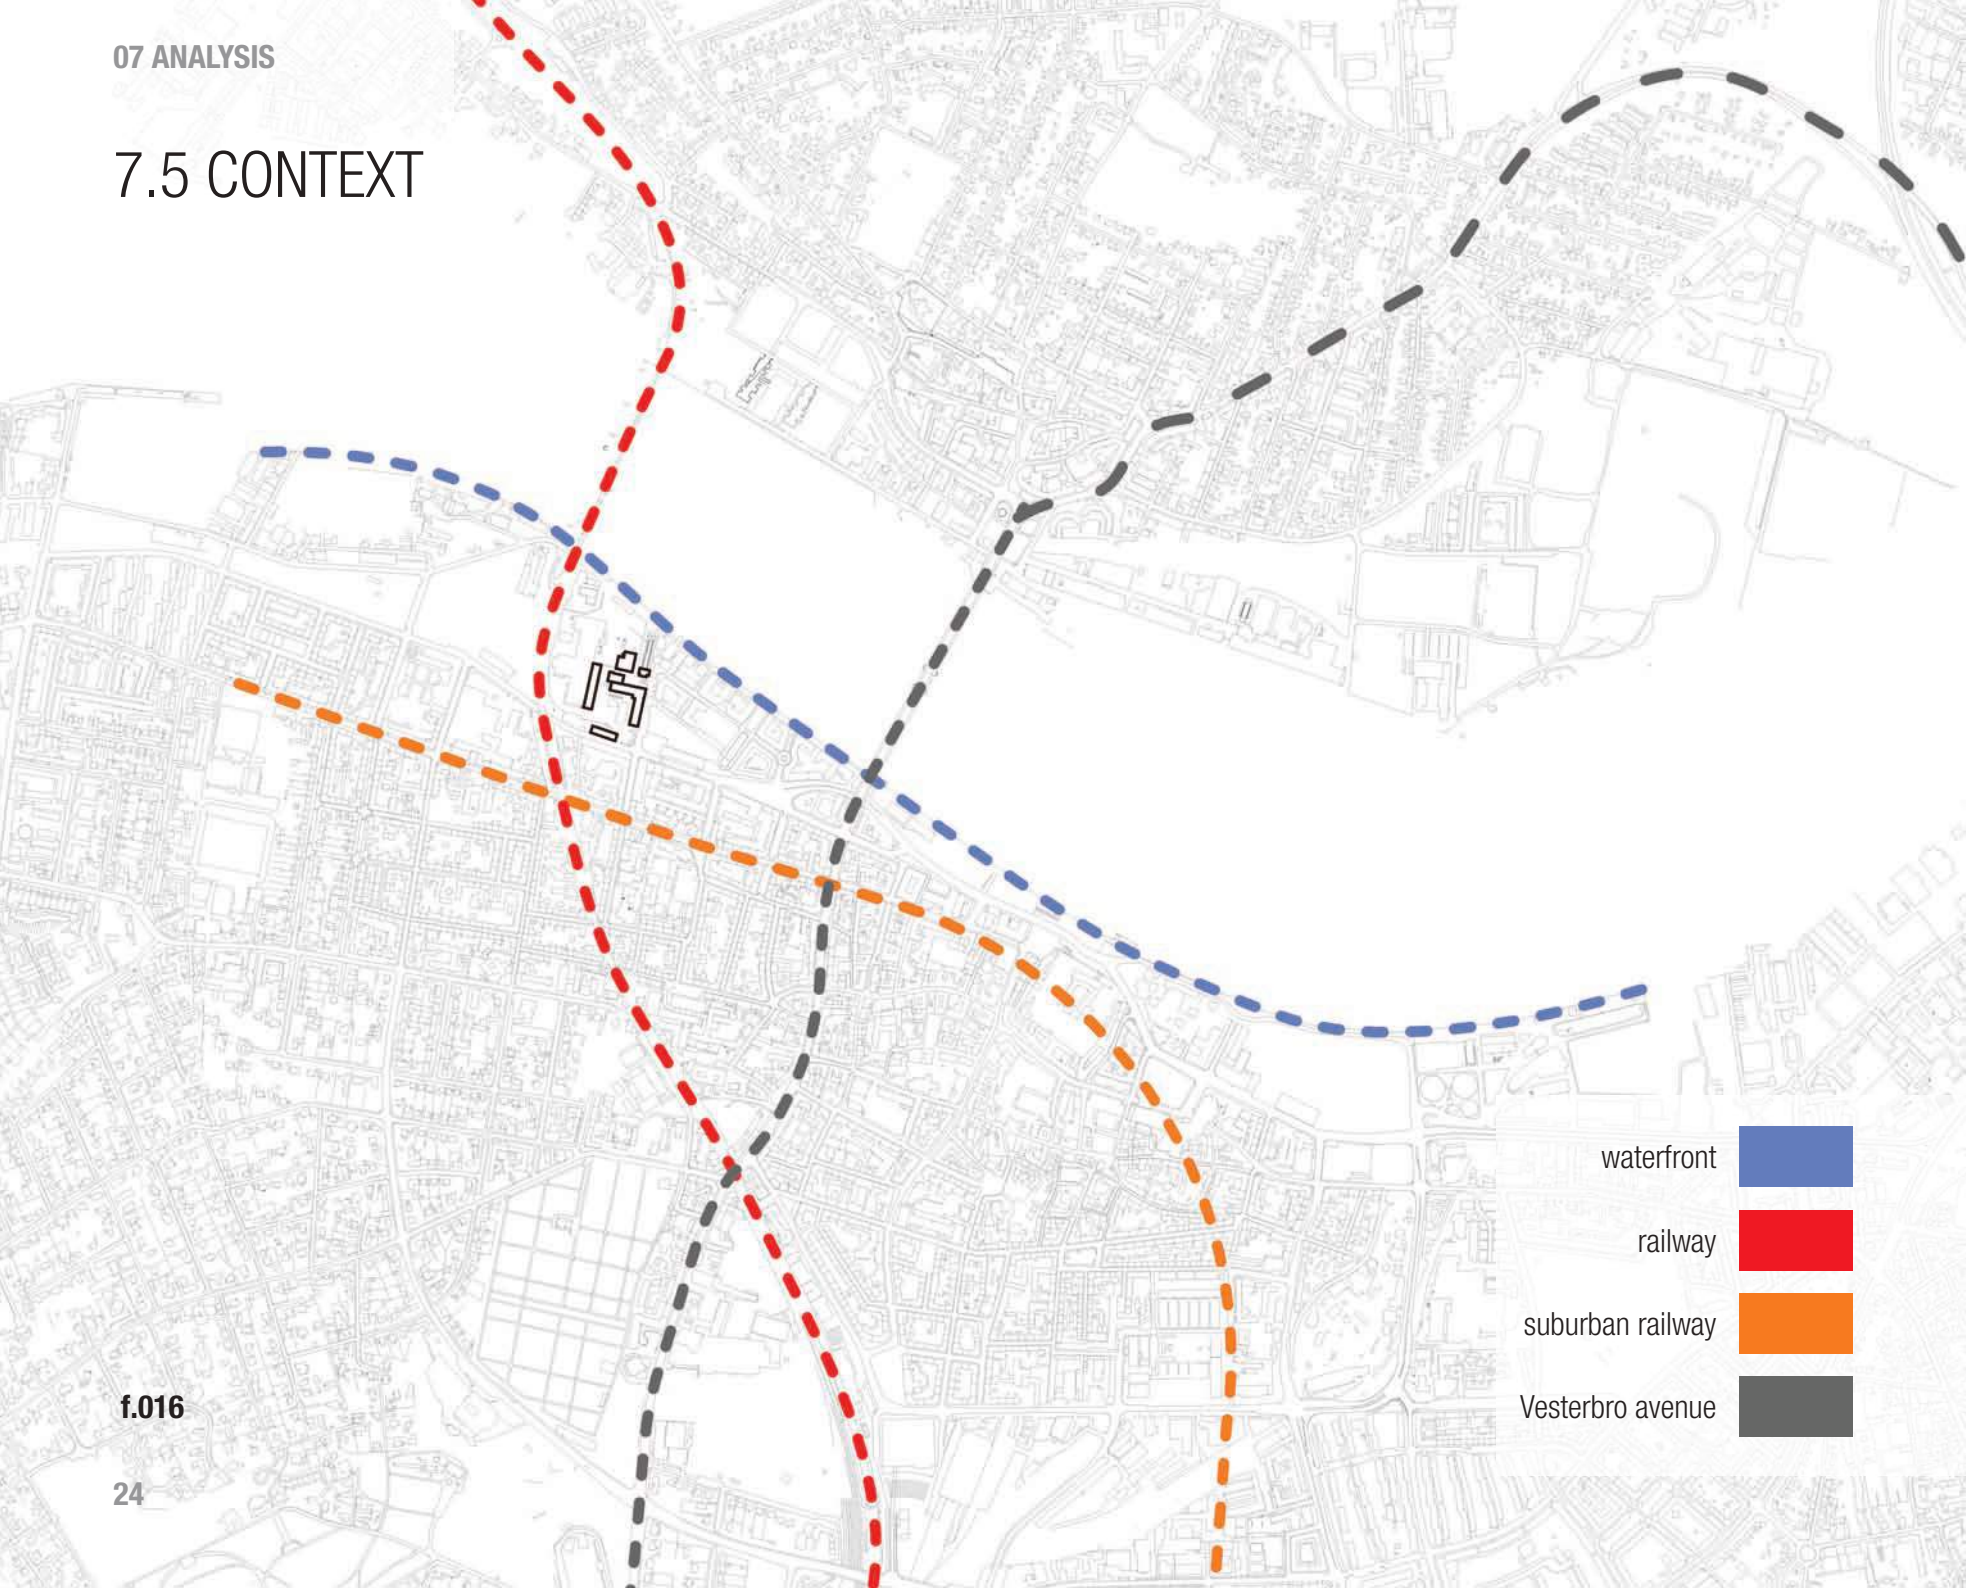 07 ANALYSIS
7.5 CONTEXT
waterfront
railway
suburban railway
Vesterbro avenue
f.016
24